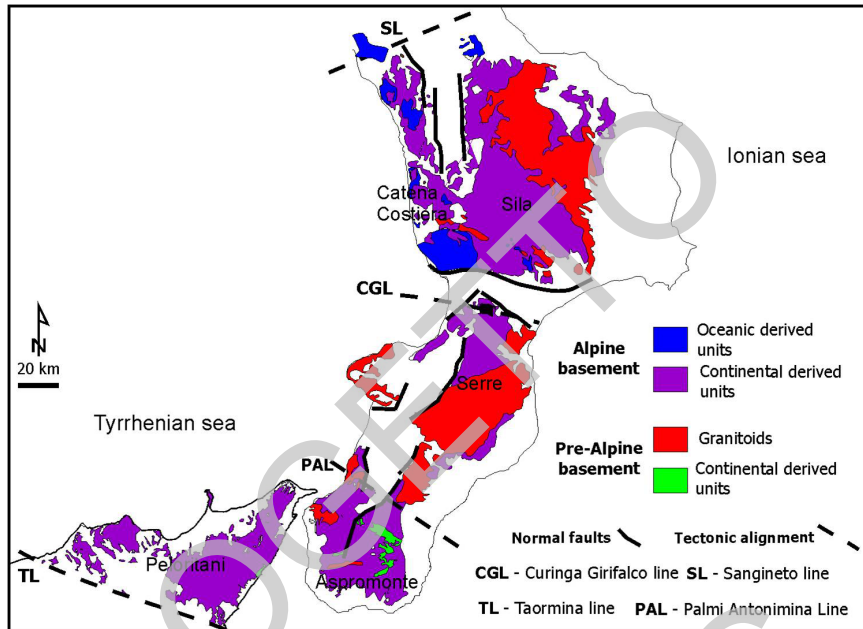 SL
Ionian sea
Catena
Costiera
Sila
CGL
N
20 km
Serre
Alpine
basement
Oceanic derived
units
Continental derived
units
Tyrrhenian sea
Pre-Alpine
basement
Granitoids
Continental derived
units
PAL
Peloritani
TL
Aspromonte
Normal faults
Tectonic alignment
CGL - Curinga Girifalco line
SL - Sangineto line
TL - Taormina line
PAL - Palmi Antonimina Line